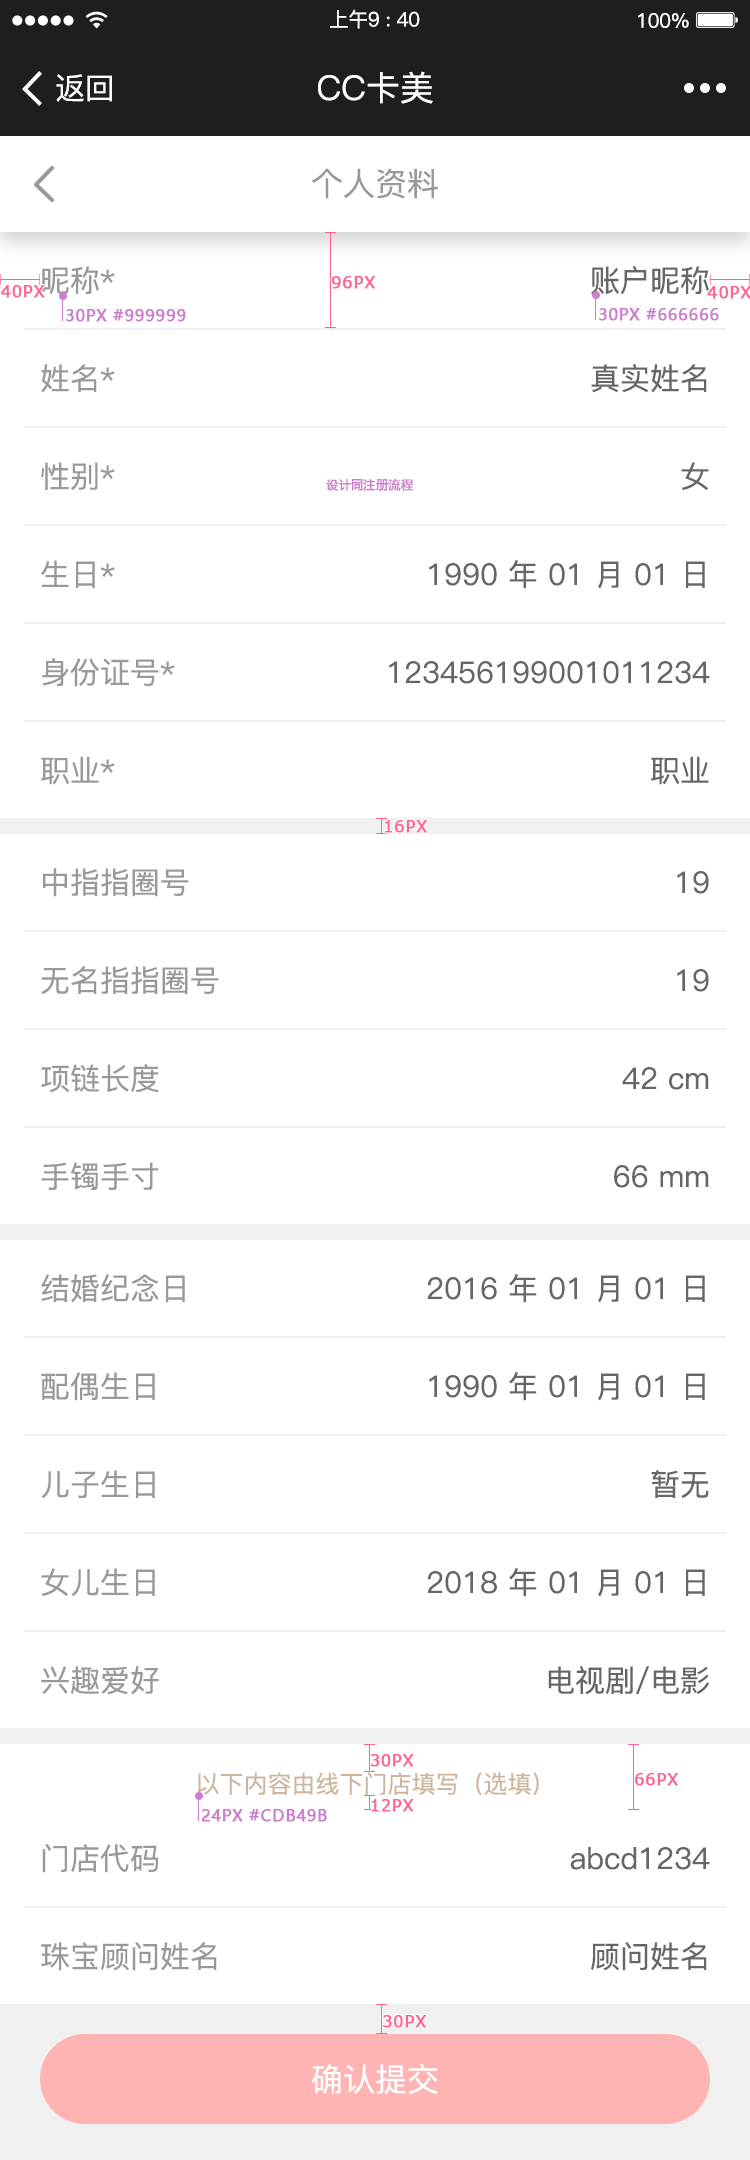 上午9 : 40
100%
返回
CC卡美
个人资料
昵称*
账户昵称
96PX
40PX
40PX
30PX #999999
30PX #666666
姓名*
真实姓名
性别*
设计同注册流程
女
生日*
1990 年 01 月 01 日
身份证号*
123456199001011234
职业*
职业
16PX
中指指圈号
19
无名指指圈号
19
项链长度
42 cm
手镯手寸
66 mm
结婚纪念日
2016 年 01 月 01 日
配偶生日
1990 年 01 月 01 日
儿子生日
暂无
女儿生日
2018 年 01 月 01 日
兴趣爱好
电视剧/电影
30PX
66PX
以下内容由线下门店填写（选填）
12PX
24PX #CDB49B
门店代码
abcd1234
珠宝顾问姓名
顾问姓名
30PX
确认提交